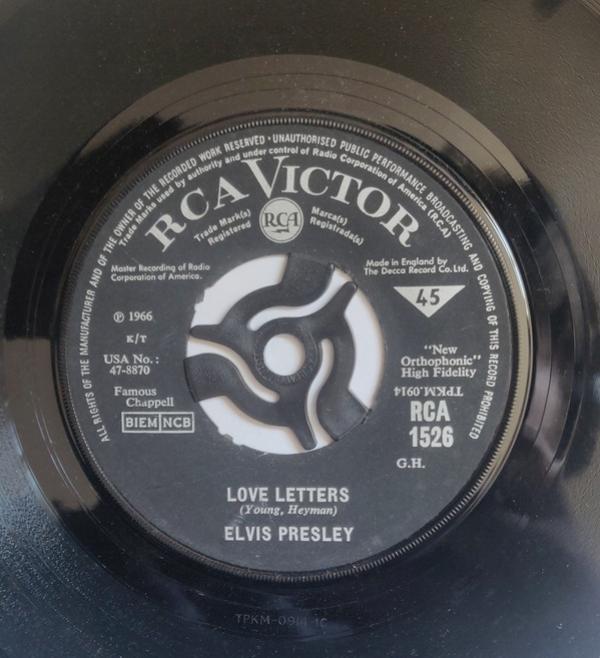 ALL RIGHTS OF THE MANUFACTURER AND OF THE OWNER OF THE RECORDED WORK RESERVED · UNAUTHORISED PUBLIC PERFORMANCE BROADCASTING AND COPYING OF THIS RECORD PROHIBITED
Trade Marks used by authority and under control of Radio Corporation of America (R.C.A)
RCA VICTOR
Trade Mark(s)
Registered
RCA
Marca(s)
Registrada(s)
Master Recording of Radio
Corporation of America.
Made in England by
The Decca Record Co. Ltd.
45
℗ 1966
K/T
USA No.:
47-8870
Famous
Chappell
BIEM NCB
"New
Orthophonic"
High Fidelity
TPKM.0914
RCA
1526
G.H.
LOVE LETTERS
(Young, Heyman)
ELVIS PRESLEY